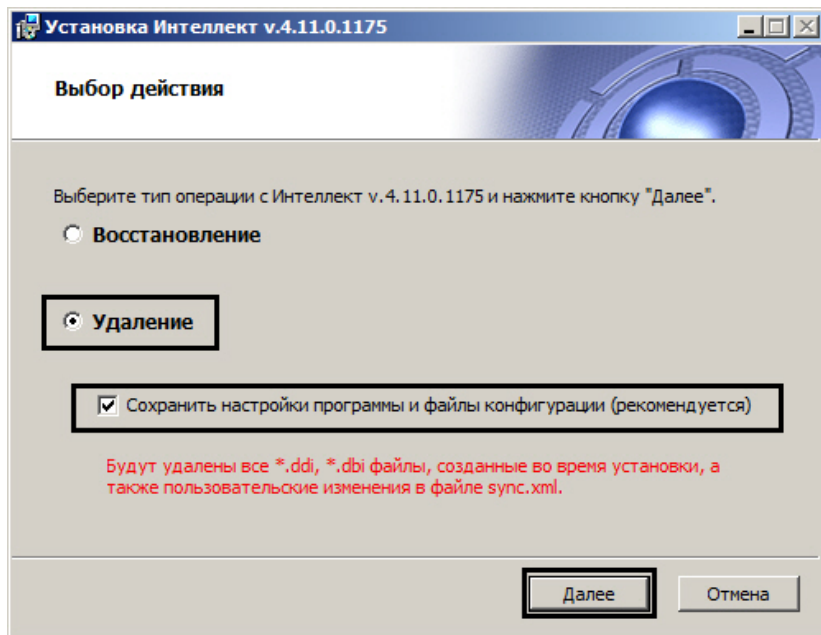 Установка Интеллект v.4.11.0.1175
Выбор действия
Выберите тип операции с Интеллект v.4.11.0.1175 и нажмите кнопку "Далее".
Восстановление
Удаление
Сохранить настройки программы и файлы конфигурации (рекомендуется)
Будут удалены все *.ddi, *.dbi файлы, созданные во время установки, а
также пользовательские изменения в файле sync.xml.
Далее
Отмена